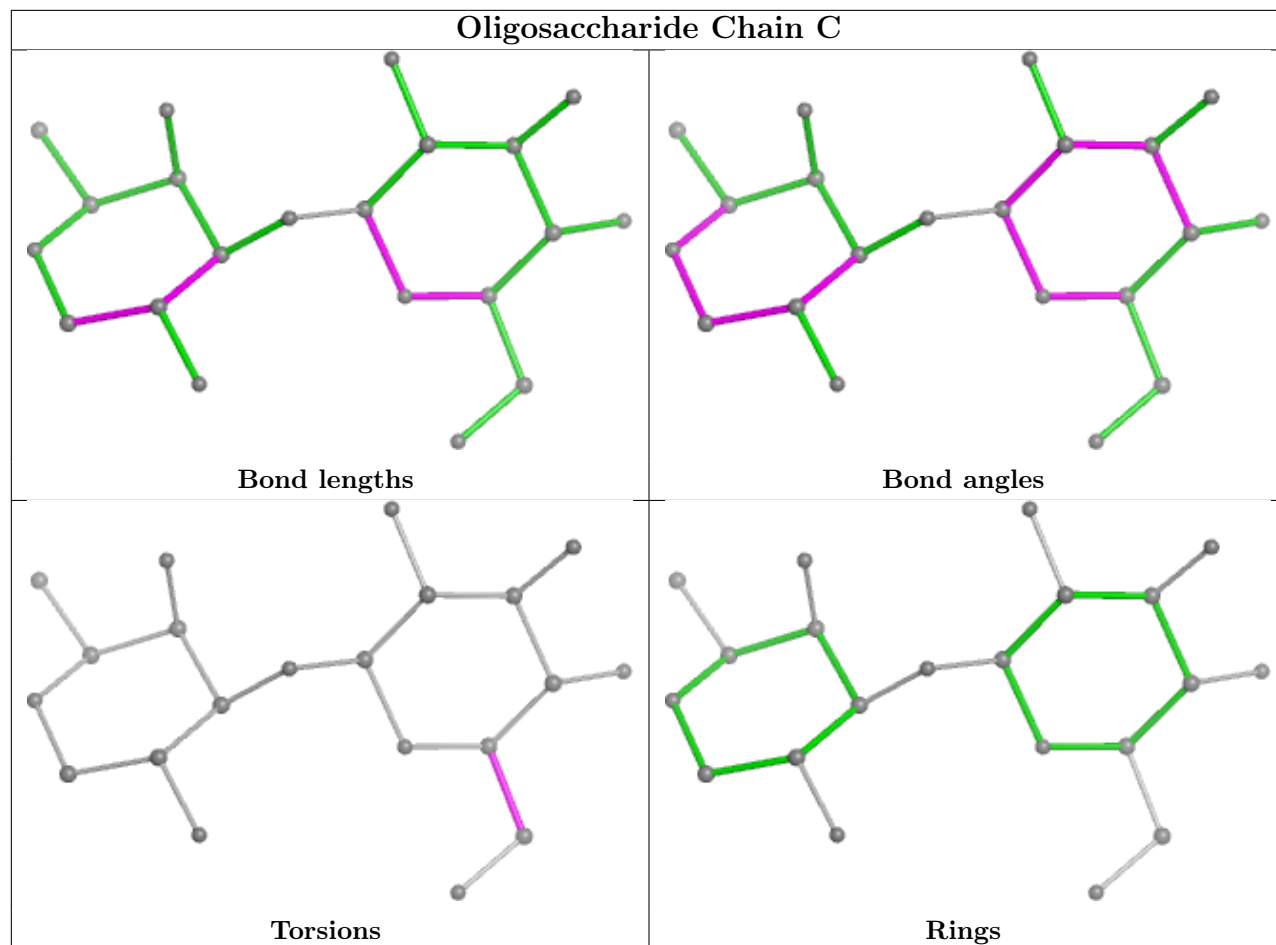 Oligosaccharide Chain C
Bond lengths
Bond angles
Torsions
Rings